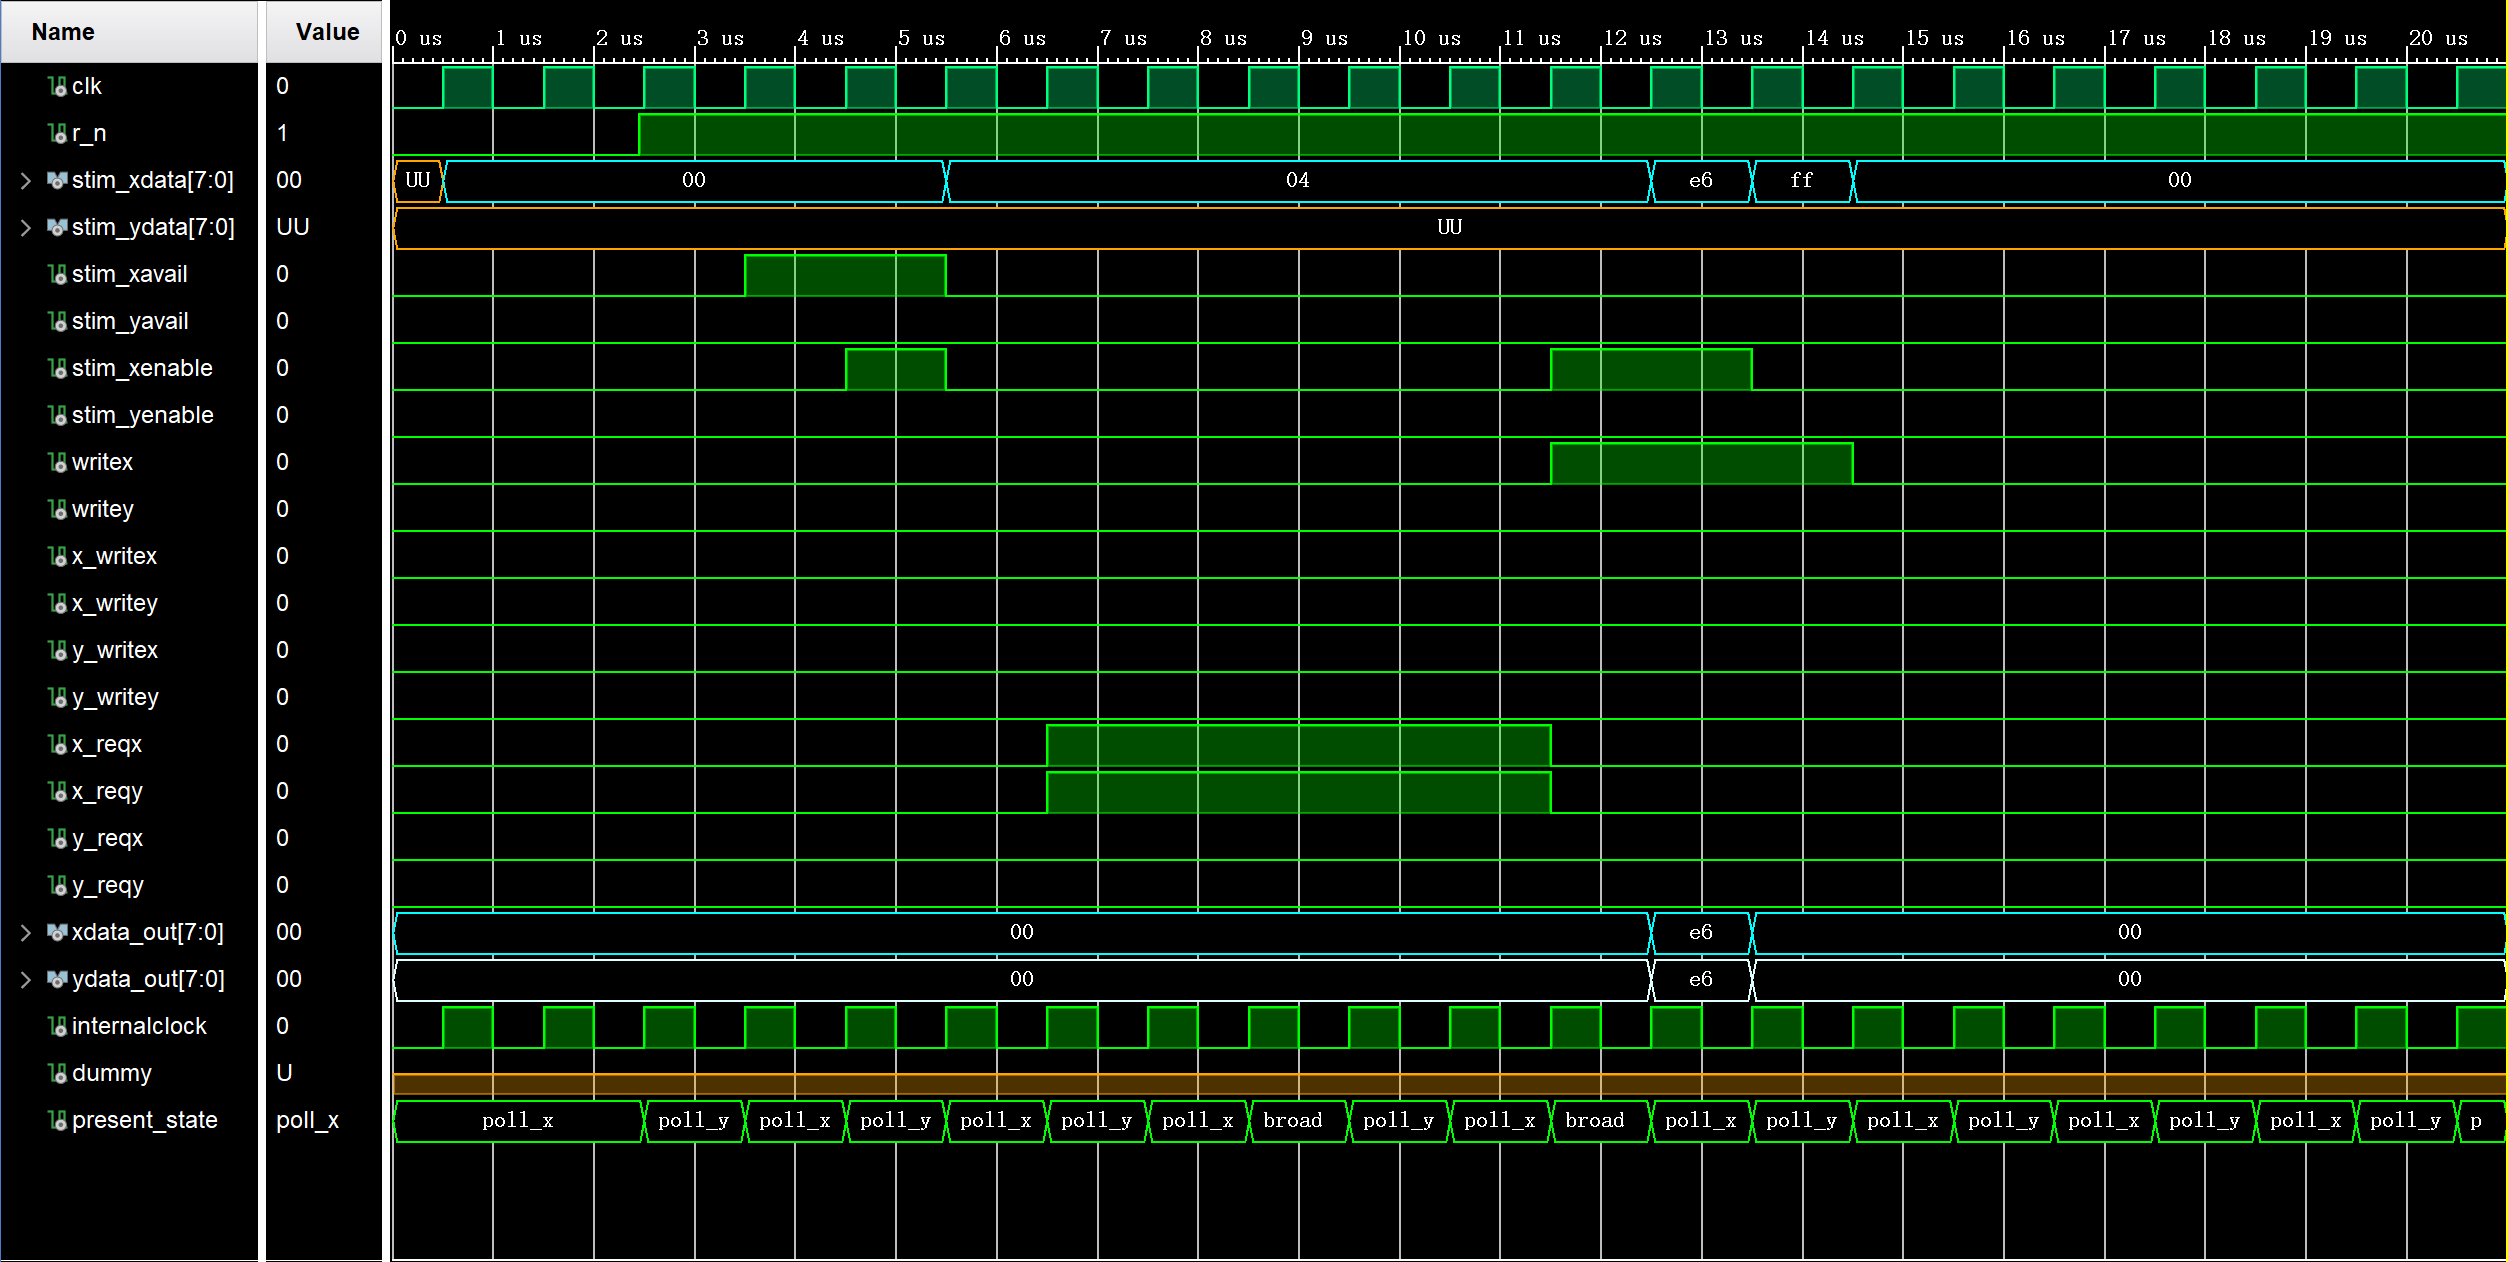 Name Value
0 us 1 us 2 us 3 us 4 us 5 us 6 us 7 us 8 us 9 us 10 us 11 us 12 us 13 us 14 us 15 us 16 us 17 us 18 us 19 us 20 us
clk 0
r_n 1
stim_xdata[7:0] 00 UU 00 04 e6 ff 00
stim_ydata[7:0] UU UU
stim_xavail 0
stim_yavail 0
stim_xenable 0
stim_yenable 0
writex 0
writey 0
x_writex 0
x_writey 0
y_writex 0
y_writey 0
x_reqx 0
x_reqy 0
y_reqx 0
y_reqy 0
xdata_out[7:0] 00 00 e6 00
ydata_out[7:0] 00 00 e6 00
internalclock 0
dummy U
present_state poll_x poll_x poll_y poll_x poll_y poll_x poll_y poll_x broad poll_y poll_x broad poll_x poll_y poll_x poll_y poll_x poll_y poll_x poll_y p